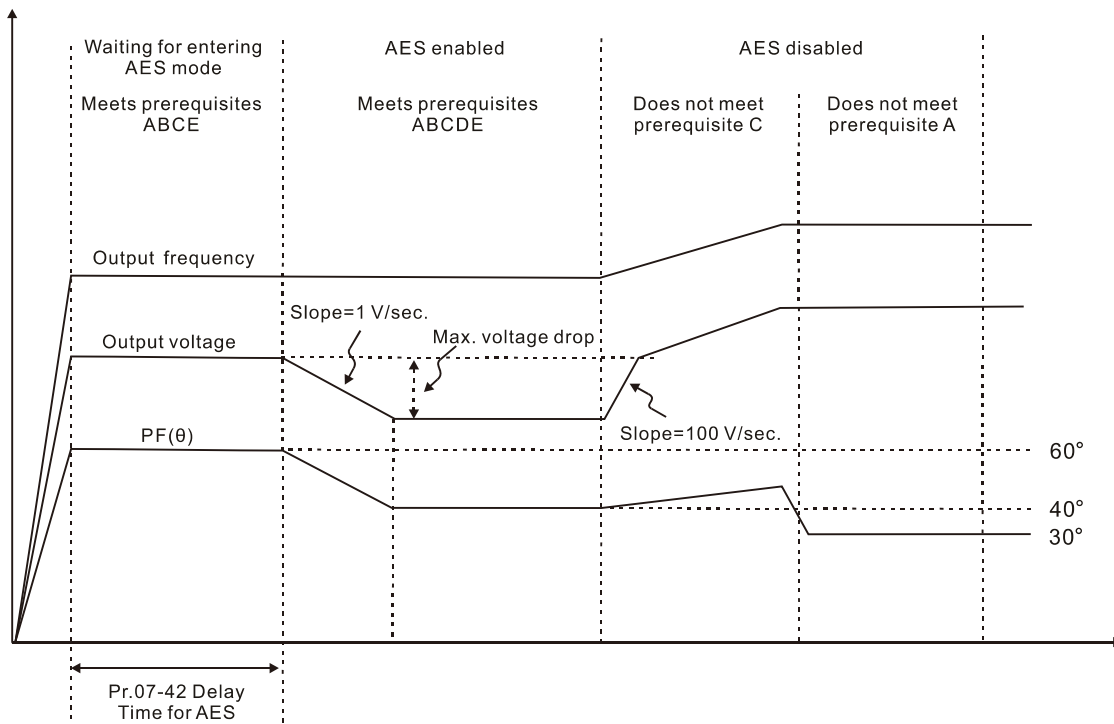 Waiting for entering
AES mode
AES enabled
AES disabled
Meets prerequisites
ABCE
Meets prerequisites
ABCDE
Does not meet
prerequisite C
Does not meet
prerequisite A
Output frequency
Slope=1 V/sec.
Output voltage
Max. voltage drop
PF(θ)
Slope=100 V/sec.
60°
40°
30°
Pr.07-42 Delay
Time for AES